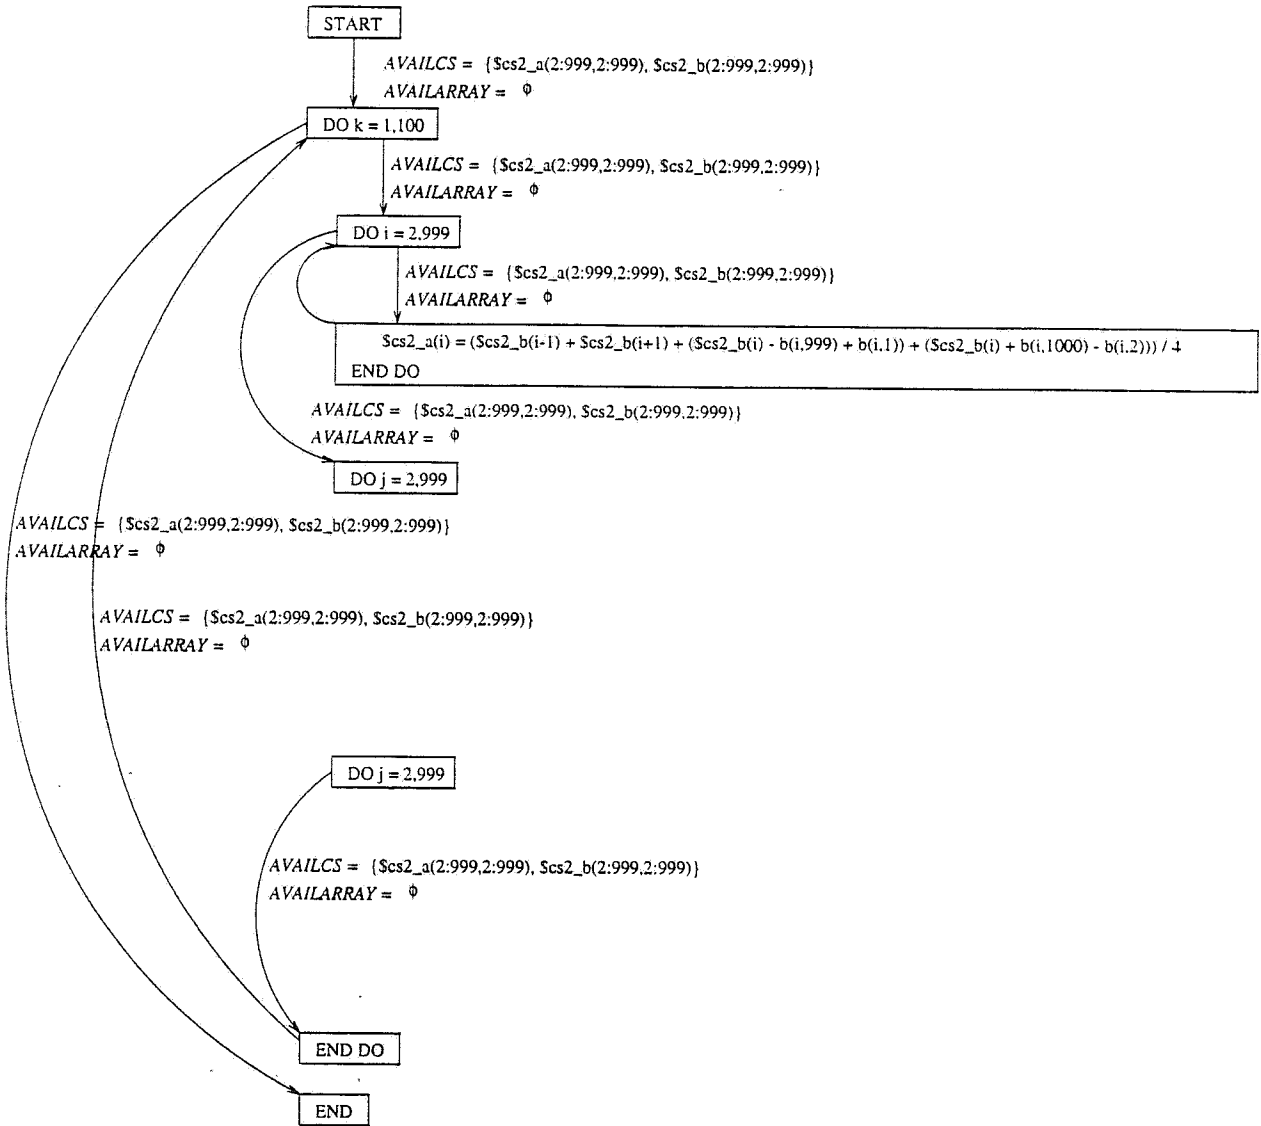 START
AVAILCS = {$cs2_a(2:999,2:999), $cs2_b(2:999,2:999)}
AVAILARRAY = ϕ
DO k = 1,100
AVAILCS = {$cs2_a(2:999,2:999), $cs2_b(2:999,2:999)}
AVAILARRAY = ϕ
DO i = 2,999
AVAILCS = {$cs2_a(2:999,2:999), $cs2_b(2:999,2:999)}
AVAILARRAY = ϕ
$cs2_a(i) = ($cs2_b(i-1) + $cs2_b(i+1) + ($cs2_b(i) - b(i,999) + b(i,1)) + ($cs2_b(i) + b(i,1000) - b(i,2))) / 4
END DO
AVAILCS = {$cs2_a(2:999,2:999), $cs2_b(2:999,2:999)}
AVAILARRAY = ϕ
DO j = 2,999
AVAILCS = {$cs2_a(2:999,2:999), $cs2_b(2:999,2:999)}
AVAILARRAY = ϕ
AVAILCS = {$cs2_a(2:999,2:999), $cs2_b(2:999,2:999)}
AVAILARRAY = ϕ
DO j = 2,999
AVAILCS = {$cs2_a(2:999,2:999), $cs2_b(2:999,2:999)}
AVAILARRAY = ϕ
END DO
END